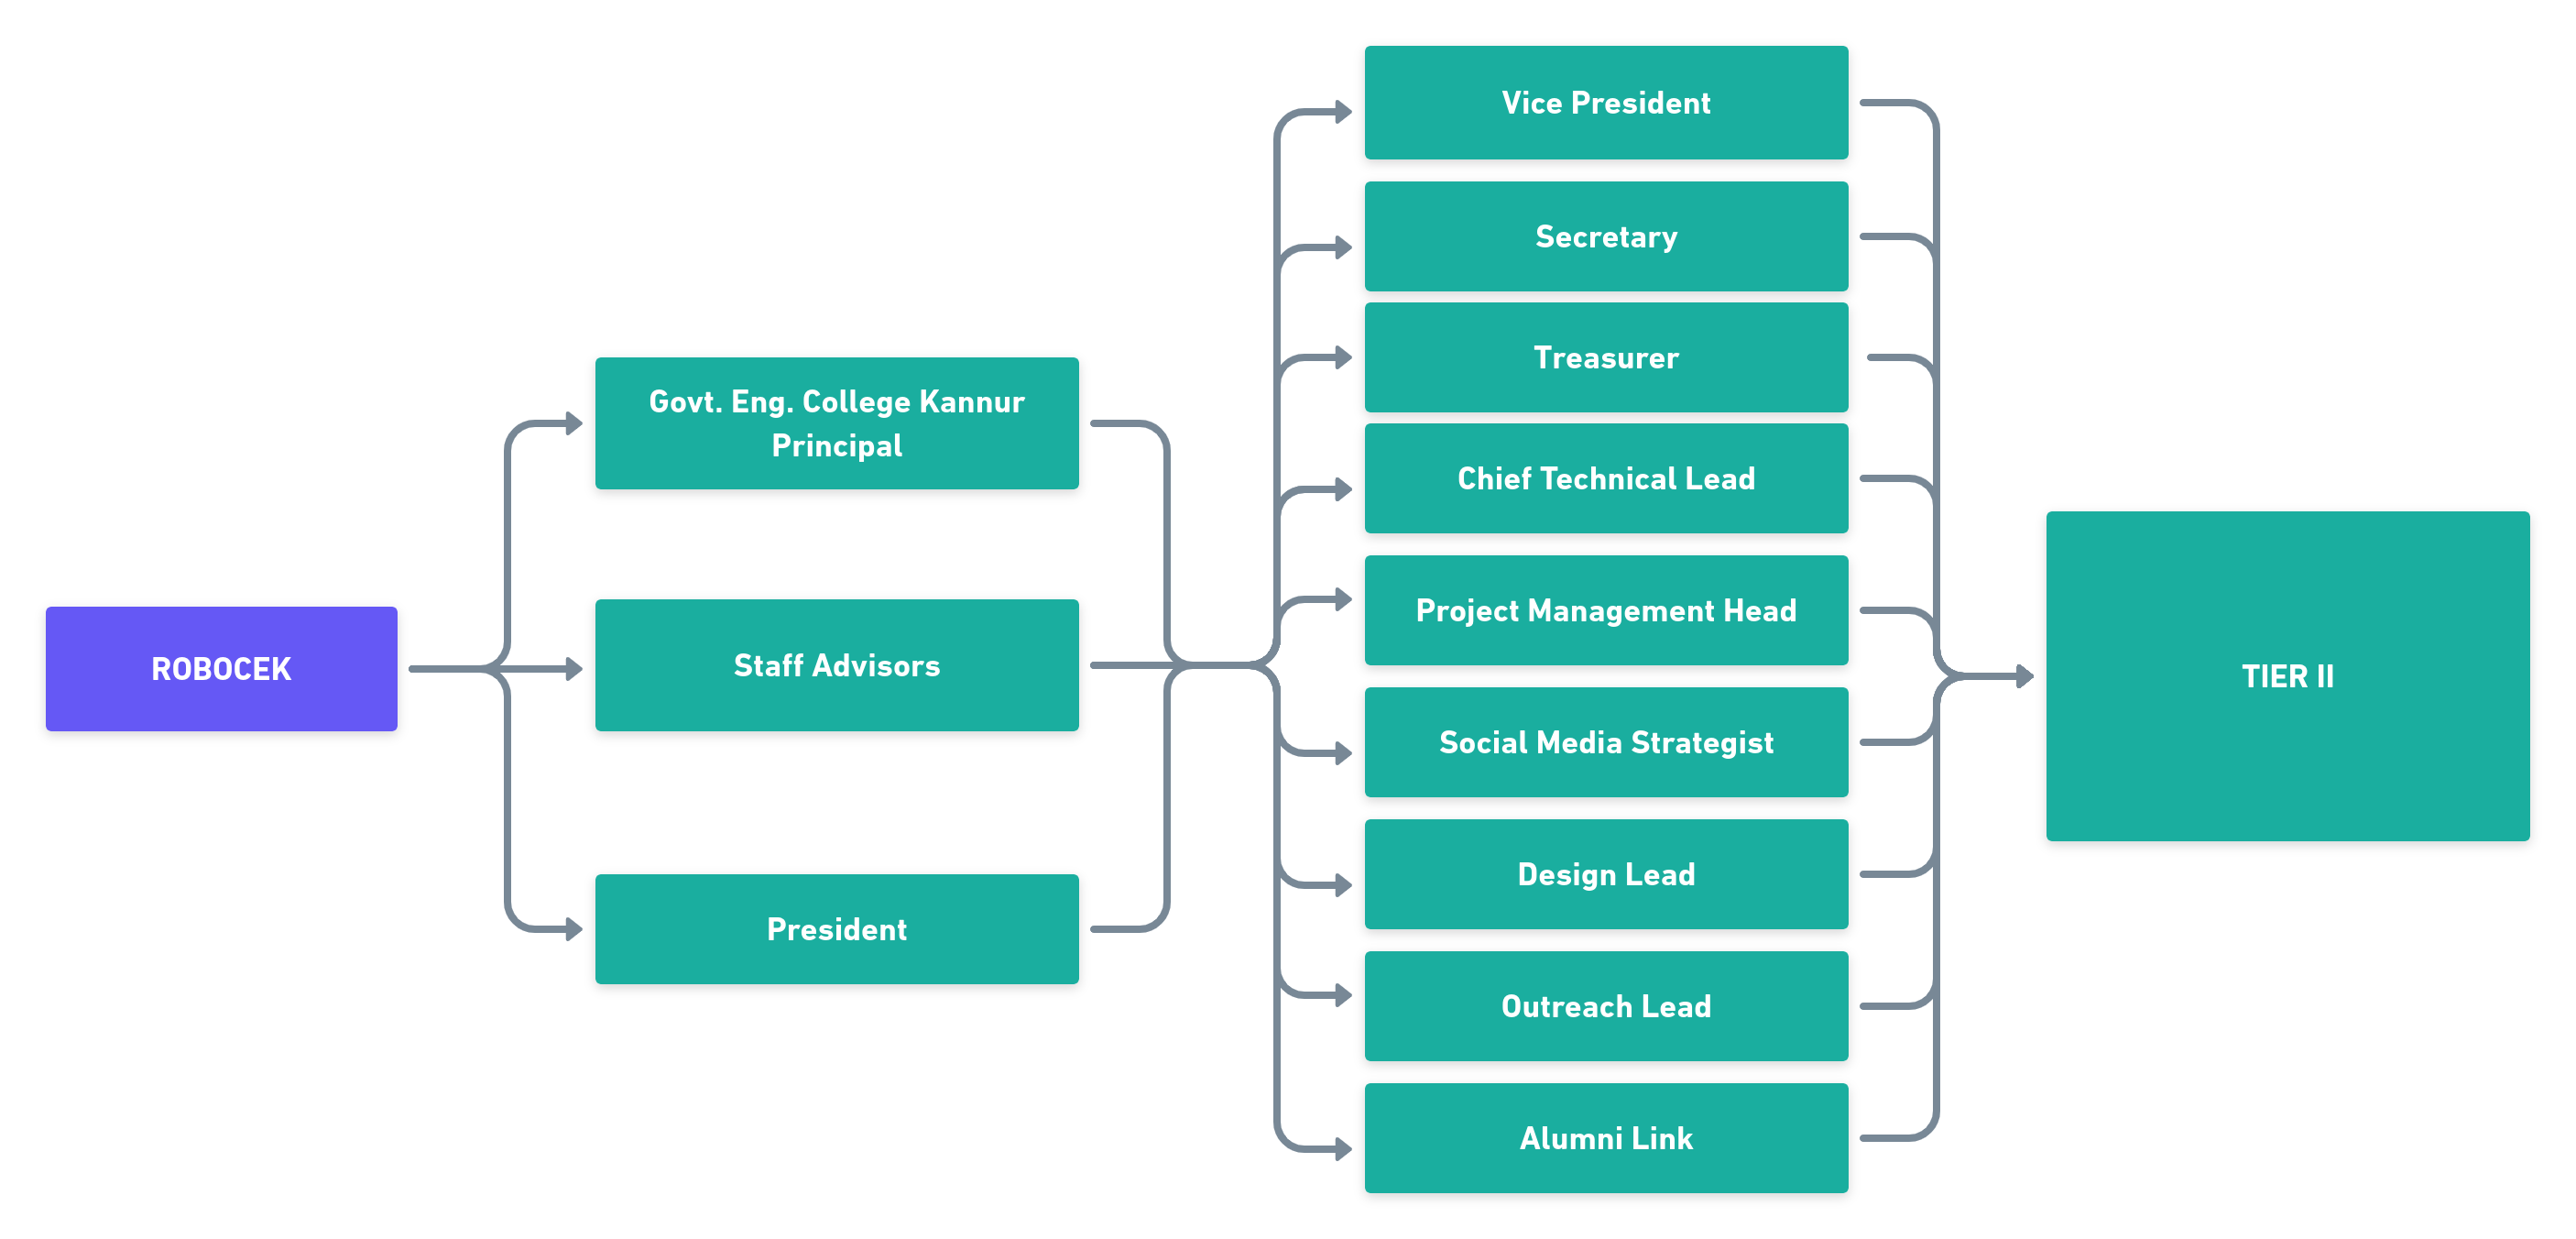 ROBOCEK
Govt. Eng. College Kannur
Principal
Staff Advisors
President
Vice President
Secretary
Treasurer
Chief Technical Lead
Project Management Head
Social Media Strategist
Design Lead
Outreach Lead
Alumni Link
TIER II